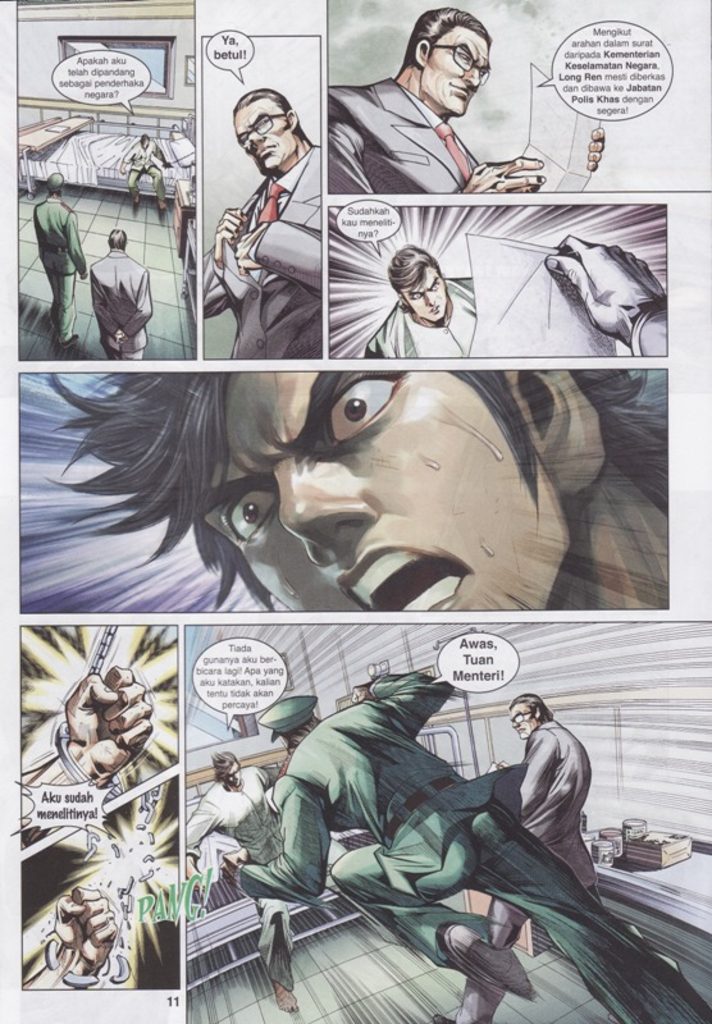 Apakah aku
telah dipandang
sebagai penderhaka
negara?
Ya,
betul!
Mengikut
arahan dalam surat
daripada Kementerian
Keselamatan Negara,
Long Ren mesti diberkas
dan dibawa ke Jabatan
Polis Khas dengan
segera!
Sudahkah
kau meneliti-
nya?
Aku sudah
menelitinya!
PANG!
Tiada
gunanya aku ber-
bicara lagi! Apa yang
aku katakan, kalian
tentu tidak akan
percaya!
Awas,
Tuan
Menteri!
11